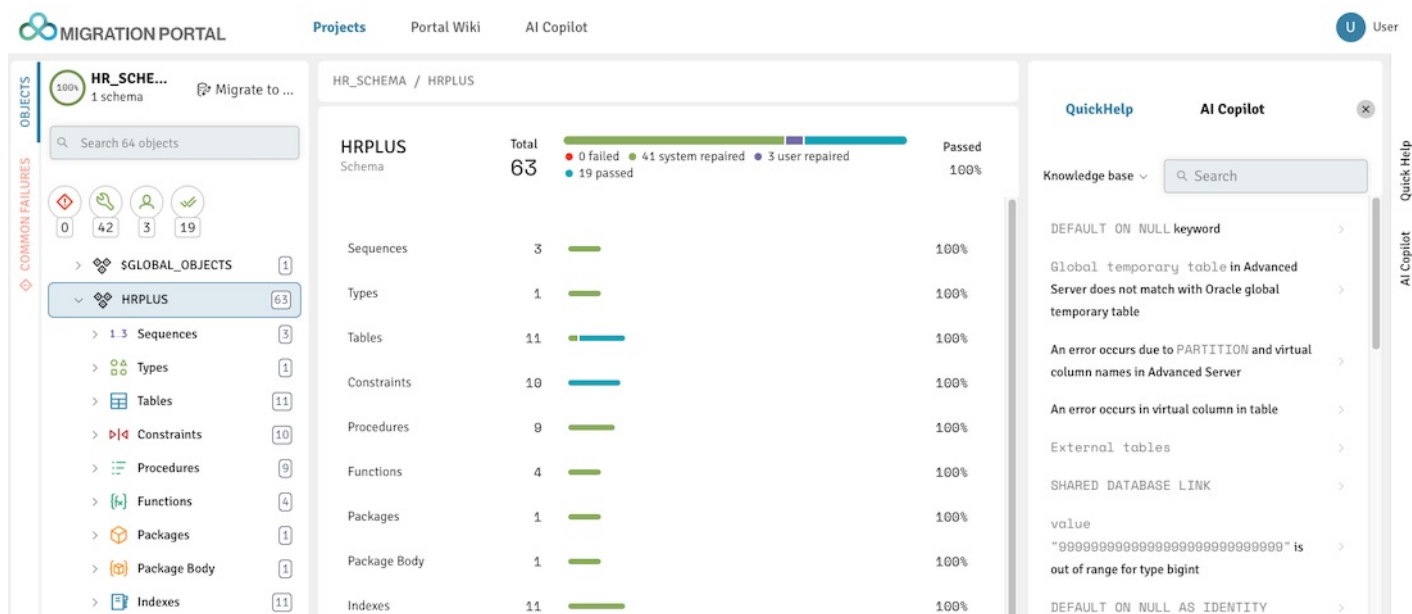 MIGRATION PORTAL
Projects
Portal Wiki
AI Copilot
U
User
OBJECTS
COMMON FAILURES
100%
HR_SCHE...
1 schema
Migrate to ...
Search 64 objects
0
42
3
19
$GLOBAL_OBJECTS
1
HRPLUS
63
1..3
Sequences
3
Types
1
Tables
11
Constraints
10
Procedures
9
{fx}
Functions
4
Packages
1
Package Body
1
Indexes
11
HR_SCHEMA / HRPLUS
HRPLUS
Schema
Total
63
0 failed
41 system repaired
3 user repaired
19 passed
Passed
100%
Sequences 3 100%
Types 1 100%
Tables 11 100%
Constraints 10 100%
Procedures 9 100%
Functions 4 100%
Packages 1 100%
Package Body 1 100%
Indexes 11 100%
QuickHelp
AI Copilot
Knowledge base
Search
DEFAULT ON NULL keyword
Global temporary table in Advanced
Server does not match with Oracle global
temporary table
An error occurs due to PARTITION and virtual
column names in Advanced Server
An error occurs in virtual column in table
External tables
SHARED DATABASE LINK
value
out of range for type bigint
DEFAULT ON NULL AS IDENTITY
Quick Help
AI Copilot